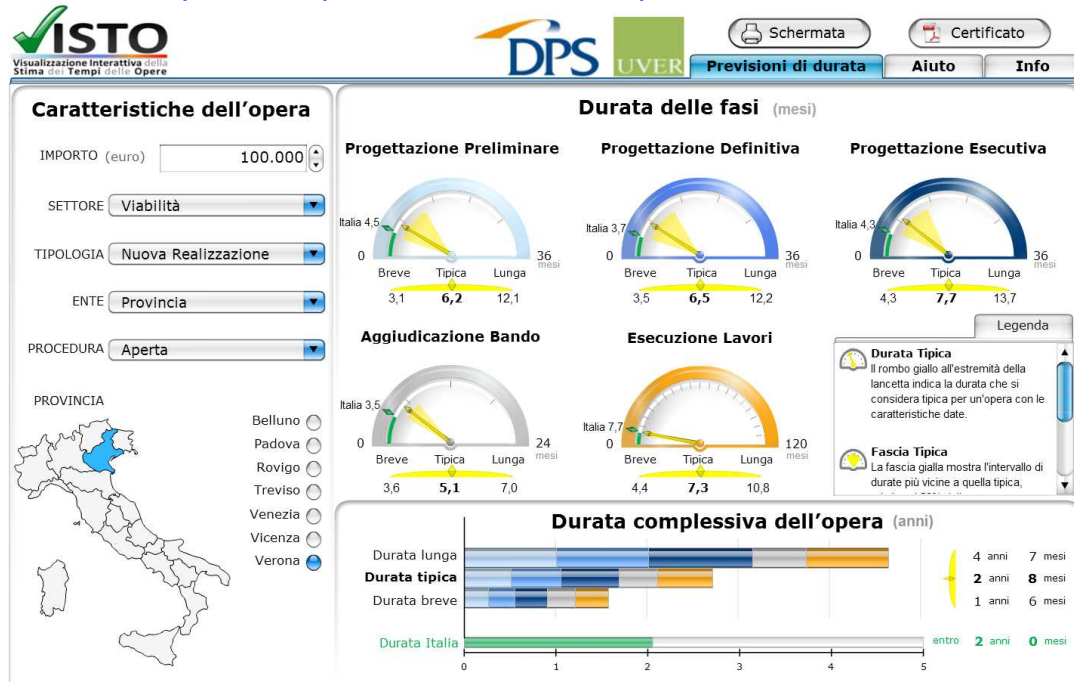 VISTO
Visualizzazione Interattiva della
Stima dei Tempi delle Opere
DPS
UVER
Schermata
Certificato
Previsioni di durata
Aiuto
Info
Caratteristiche dell'opera
IMPORTO (euro) 100.000
SETTORE Viabilità
TIPOLOGIA Nuova Realizzazione
ENTE Provincia
PROCEDURA Aperta
PROVINCIA
Belluno
Padova
Rovigo
Treviso
Venezia
Vicenza
Verona
Durata delle fasi (mesi)
Progettazione Preliminare
Italia 4,5
0
36
mesi
Breve Tipica Lunga
3,1 6,2 12,1
Progettazione Definitiva
Italia 3,7
0
36
mesi
Breve Tipica Lunga
3,5 6,5 12,2
Progettazione Esecutiva
Italia 4,3
0
36
mesi
Breve Tipica Lunga
4,3 7,7 13,7
Aggiudicazione Bando
Italia 3,5
0
24
mesi
Breve Tipica Lunga
3,6 5,1 7,0
Esecuzione Lavori
Italia 7,7
0
120
mesi
Breve Tipica Lunga
4,4 7,3 10,8
Legenda
Durata Tipica
Il rombo giallo all'estremità della
lancetta indica la durata che si
considera tipica per un'opera con le
caratteristiche date.
Fascia Tipica
La fascia gialla mostra l'intervallo di
durate più vicine a quella tipica,
Durata complessiva dell'opera (anni)
Durata lunga 4 anni 7 mesi
Durata tipica 2 anni 8 mesi
Durata breve 1 anni 6 mesi
Durata Italia entro 2 anni 0 mesi
0 1 2 3 4 5